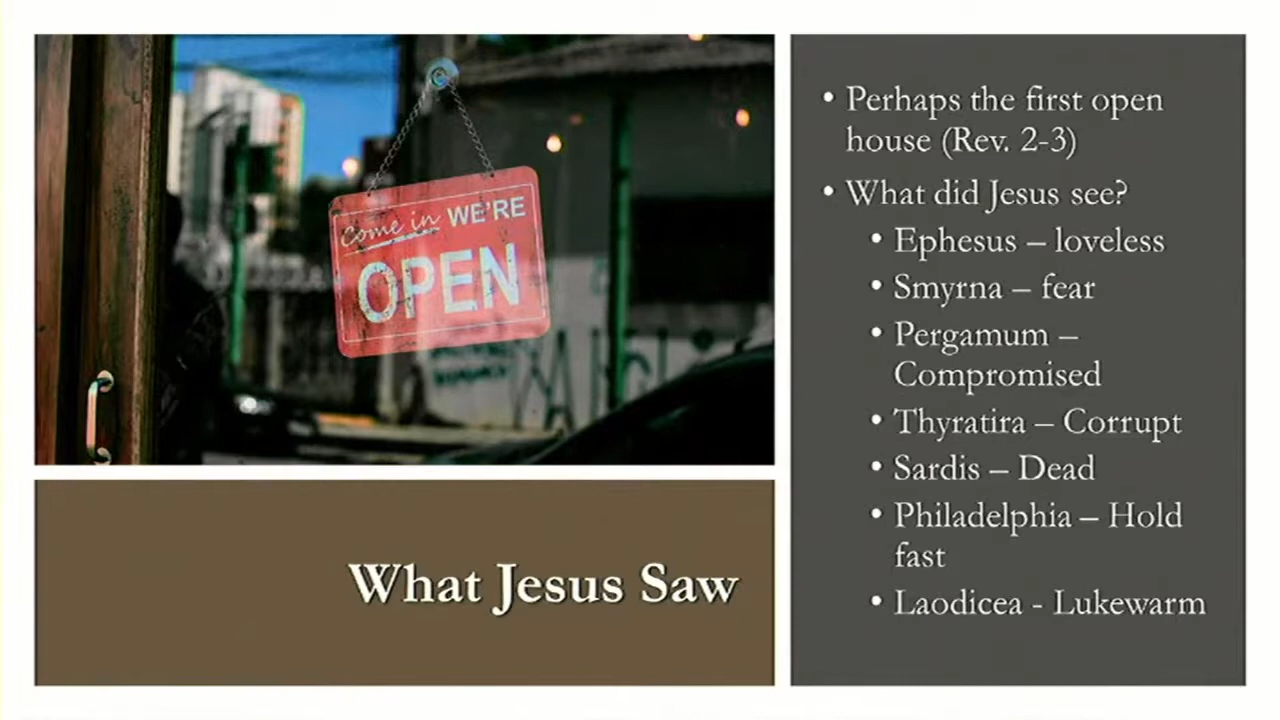 come in WE'RE
OPEN
What Jesus Saw
• Perhaps the first open
house (Rev. 2-3)
• What did Jesus see?
• Ephesus – loveless
• Smyrna – fear
• Pergamum –
Compromised
• Thyratira – Corrupt
• Sardis – Dead
• Philadelphia – Hold
fast
• Laodicea - Lukewarm